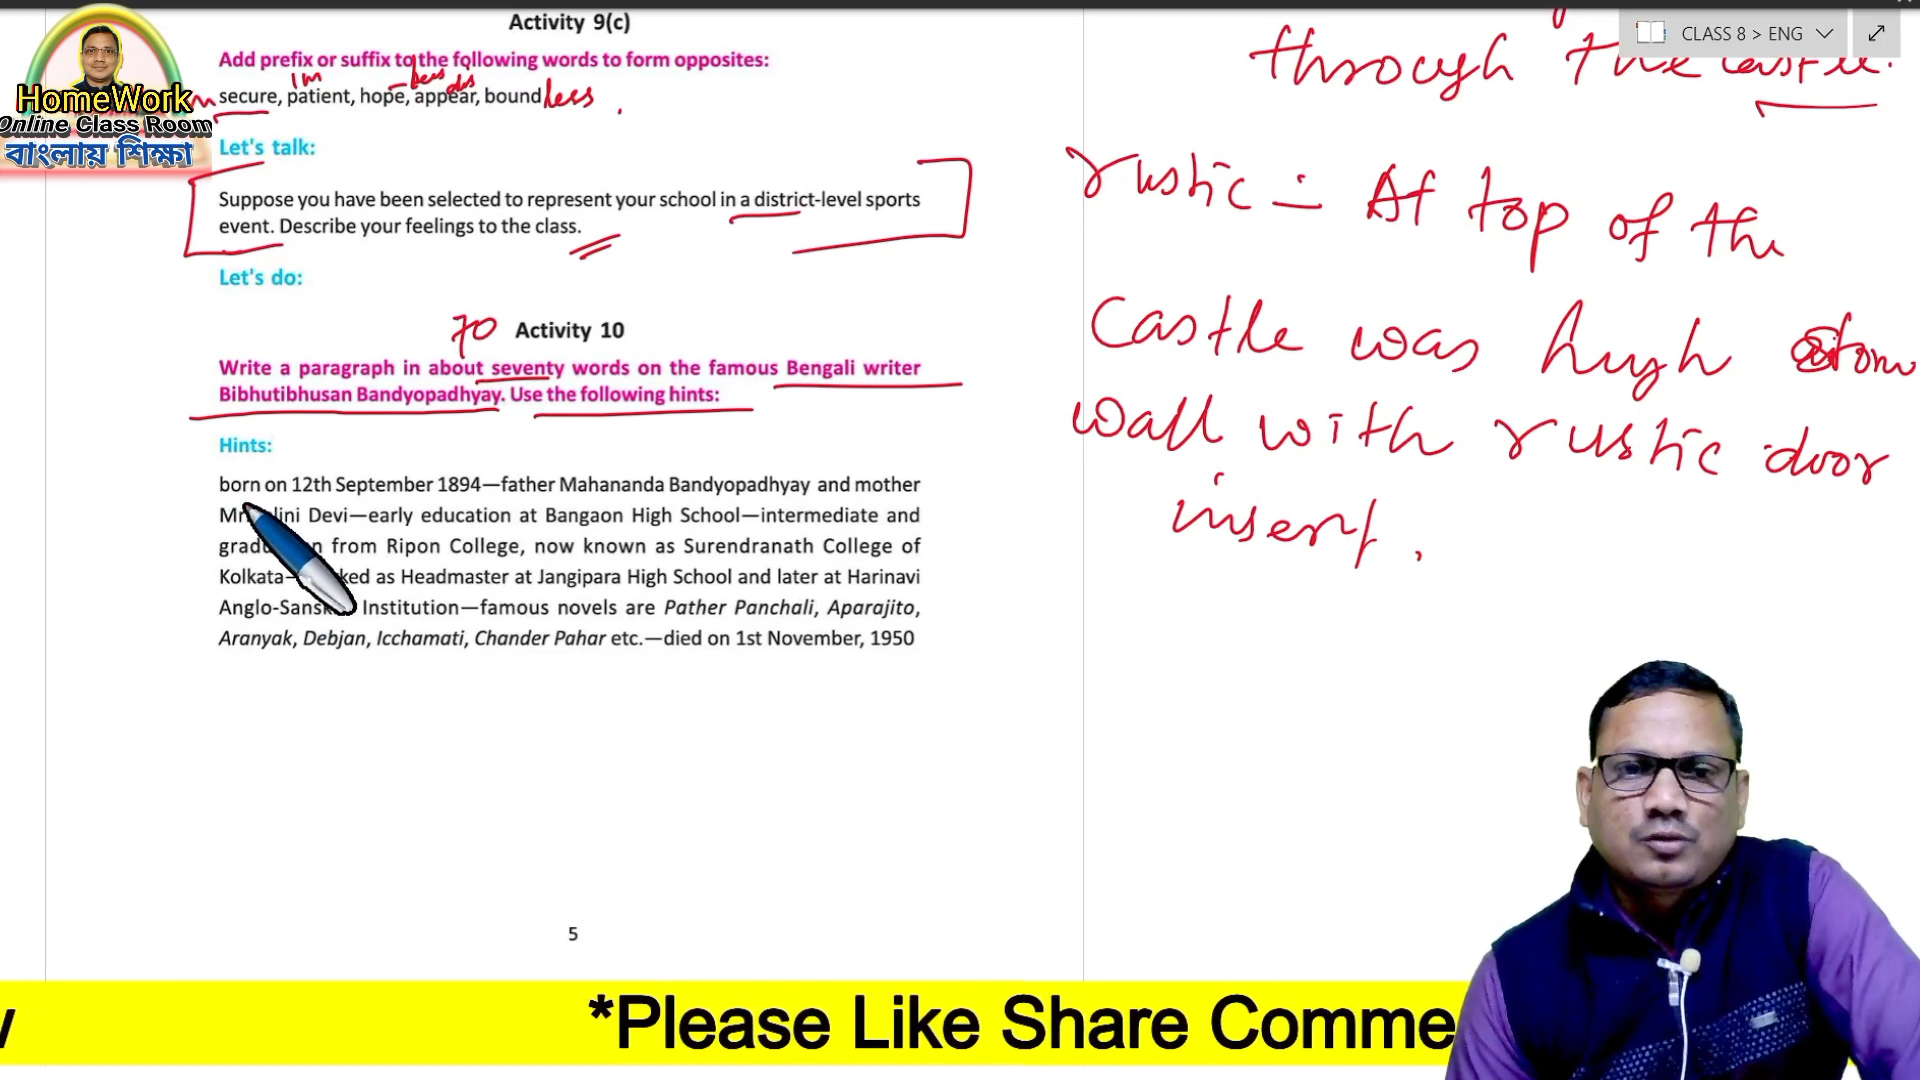 Activity 9(c)
Add prefix or suffix to the following words to form opposites:
im
less
dis
secure, patient, hope, appear, bound less.
HomeWork
Online Class Room
বাংলায় শিক্ষা
Let's talk:
Suppose you have been selected to represent your school in a district-level sports
event. Describe your feelings to the class.
Let's do:
70
Activity 10
Write a paragraph in about seventy words on the famous Bengali writer
Bibhutibhusan Bandyopadhyay. Use the following hints:
Hints:
born on 12th September 1894—father Mahananda Bandyopadhyay and mother
Devi—early education at Bangaon High School—intermediate and
from Ripon College, now known as Surendranath College of
Kolkata— as Headmaster at Jangipara High School and later at Harinavi
Institution—famous novels are Pather Panchali, Aparajito,
Aranyak, Debjan, Icchamati, Chander Pahar etc.—died on 1st November, 1950
5
CLASS 8 > ENG
through the castle.
rustic - At top of the
castle was high
wall with rustic door
insert.
*Please Like Share Comme